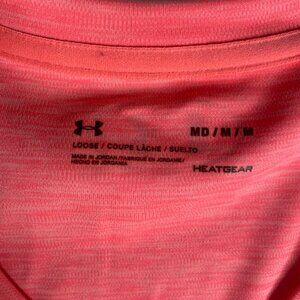 MD / M / M
LOOSE / COUPE LÂCHE / SUELTO
MADE IN JORDAN / FABRIQUÉ EN JORDANIE /
HECHO EN JORDANIA
HEATGEAR